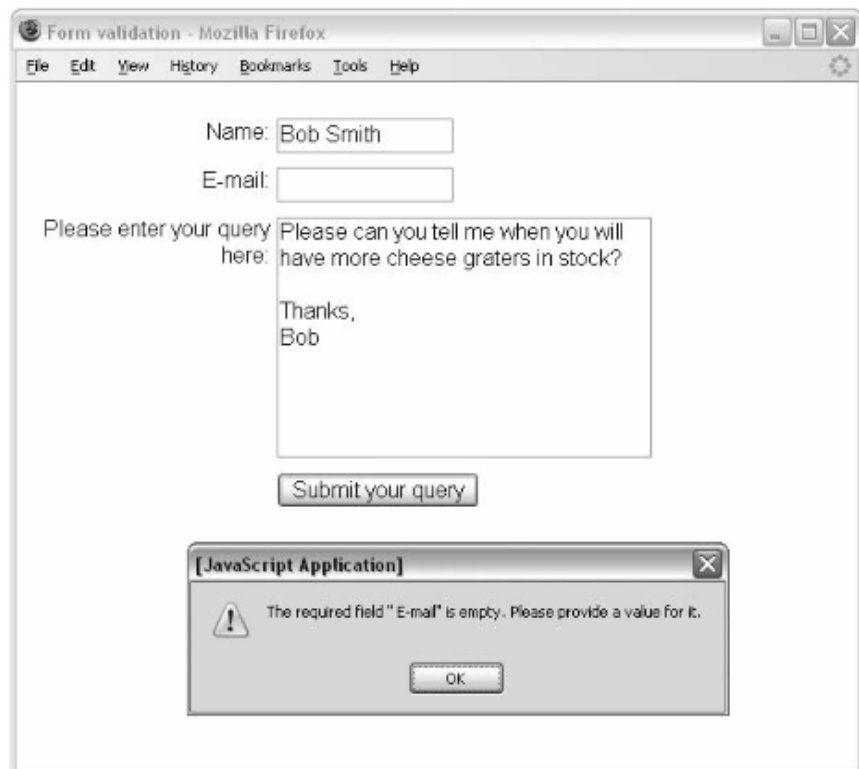 Form validation - Mozilla Firefox
File Edit View History Bookmarks Tools Help
Name: Bob Smith
E-mail:
Please enter your query here:
Please can you tell me when you will
have more cheese graters in stock?
Thanks,
Bob
Submit your query
[JavaScript Application]
The required field " E-mail" is empty. Please provide a value for it.
OK